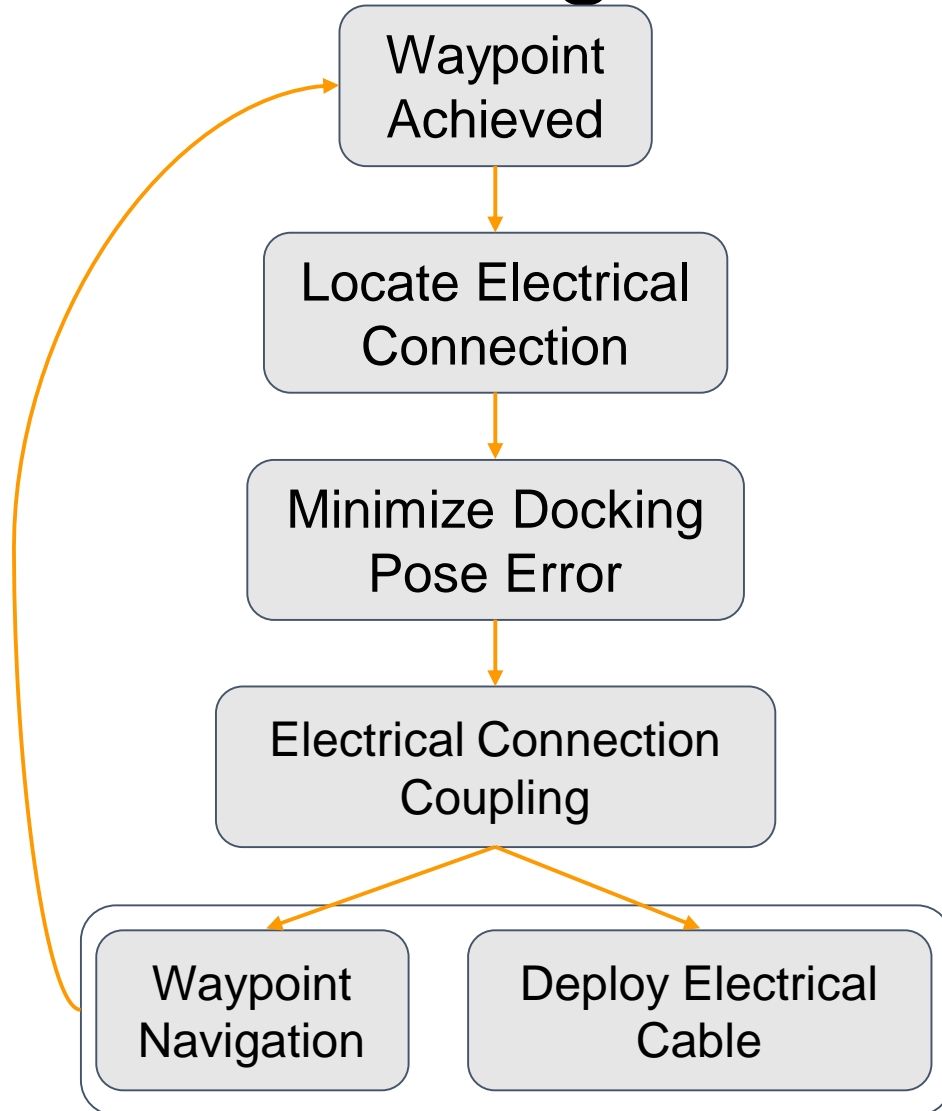 Waypoint
Achieved
Locate Electrical
Connection
Minimize Docking
Pose Error
Electrical Connection
Coupling
Waypoint
Navigation
Deploy Electrical
Cable